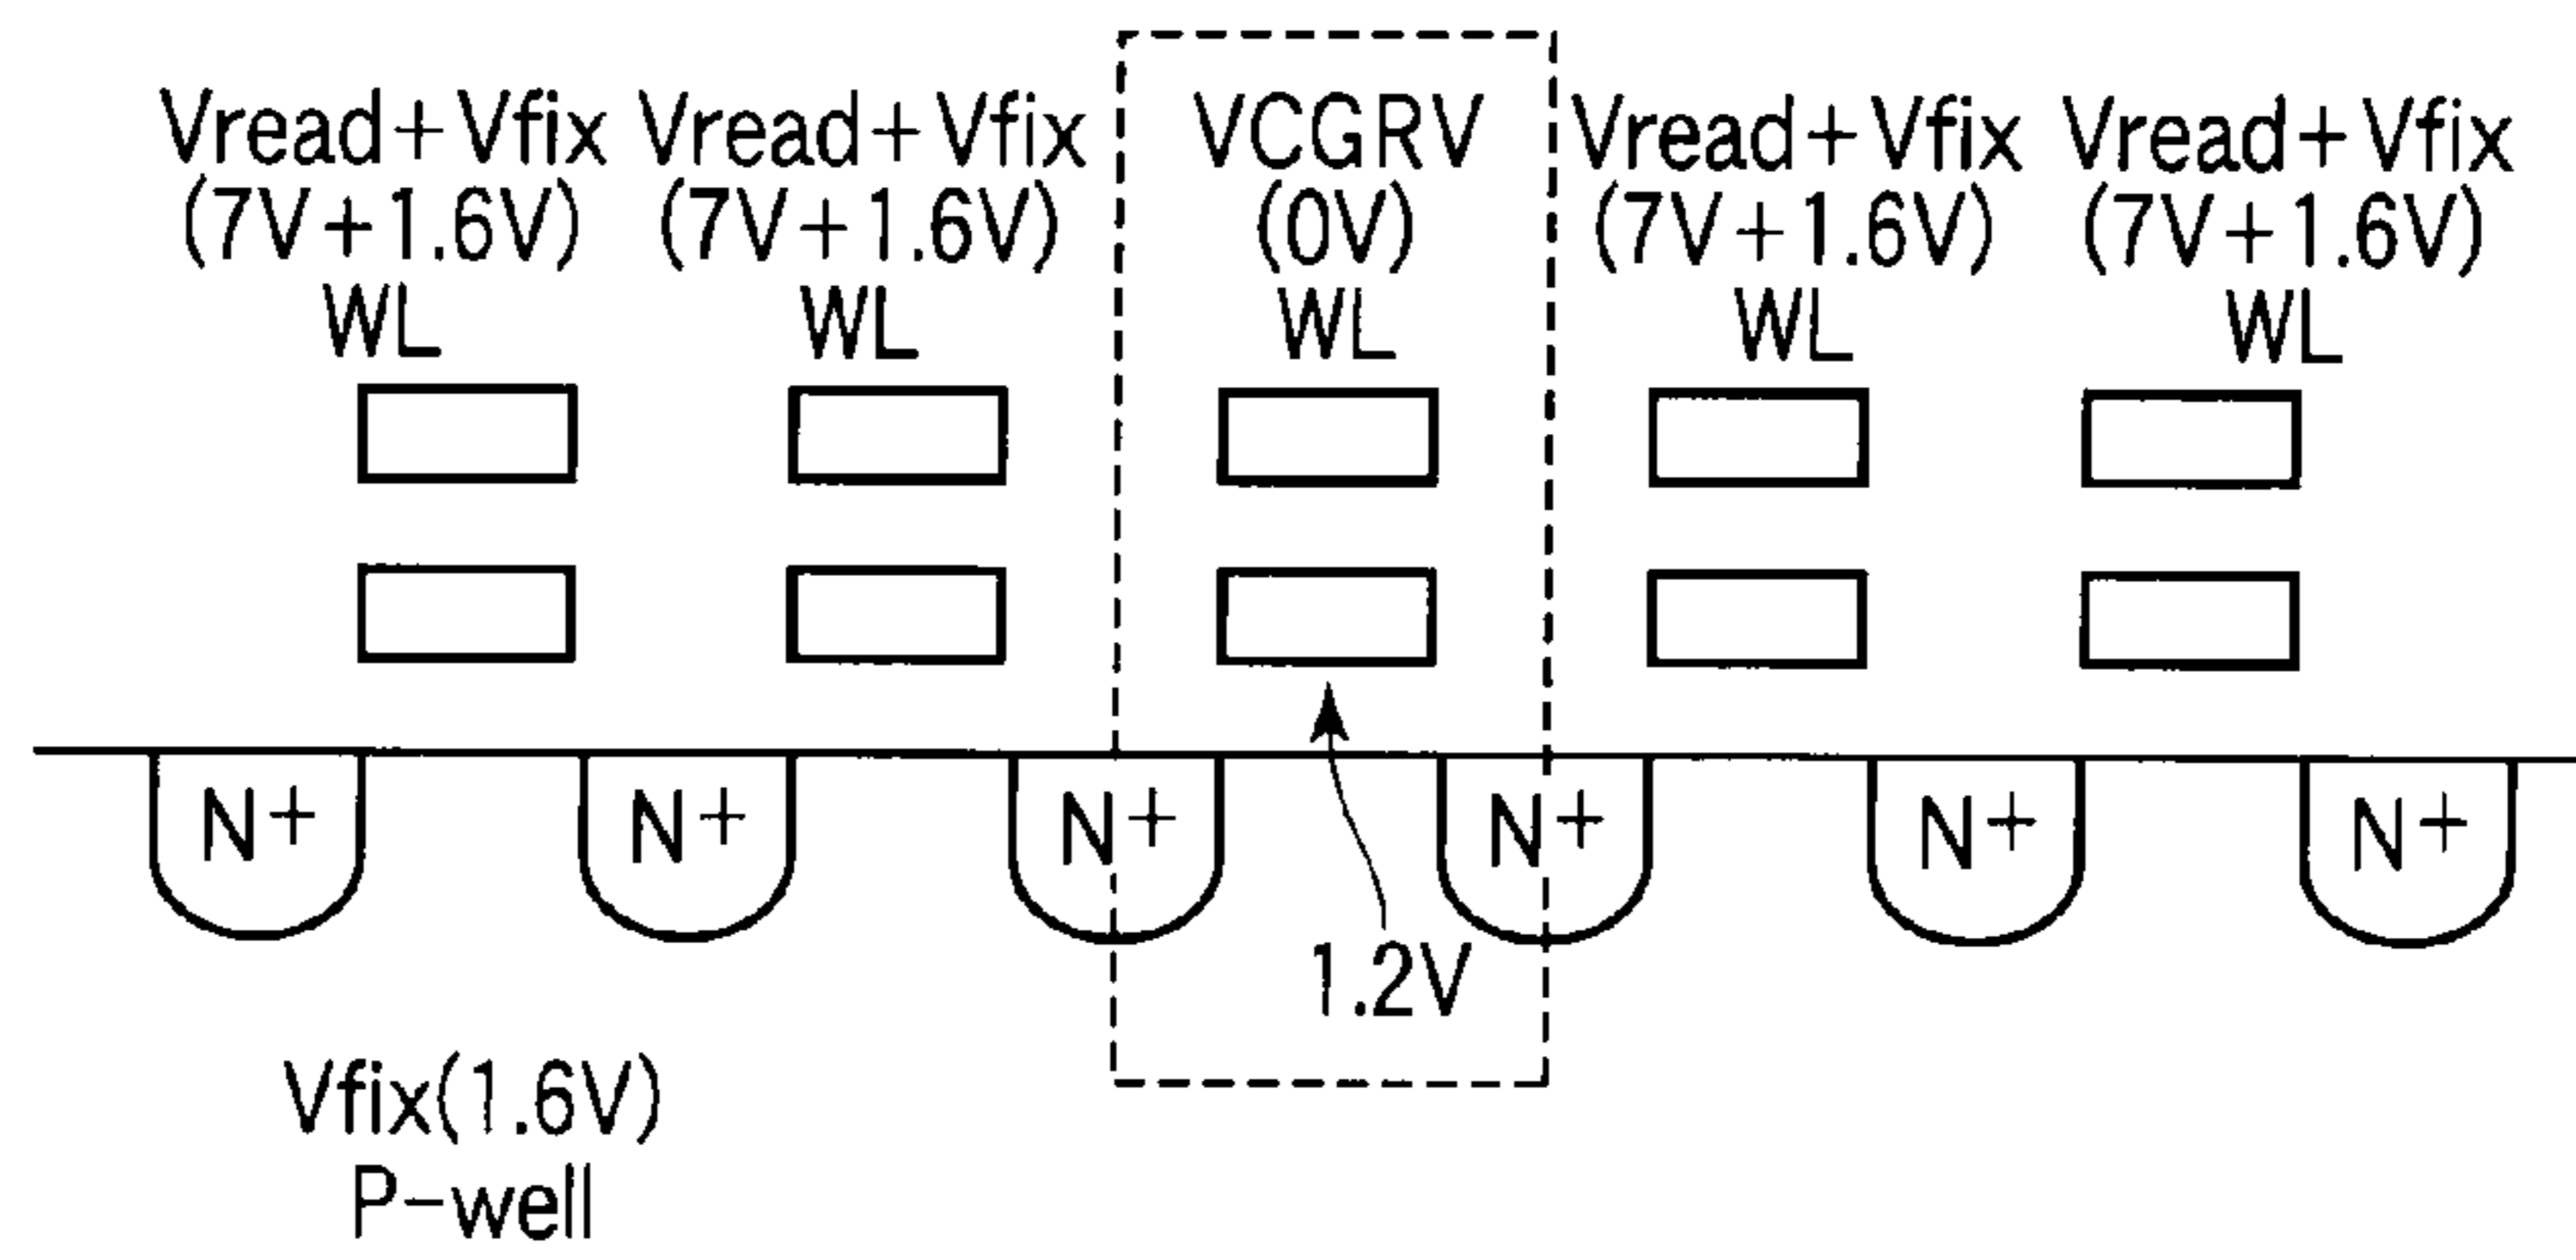 Vread+Vfix Vread+Vfix VCGRV Vread+Vfix Vread+Vfix
(7V+1.6V) (7V+1.6V) (0V) (7V+1.6V) (7V+1.6V)
WL WL WL WL WL
N+ N+ N+ N+ N+ N+
1.2V
Vfix(1.6V)
P-well